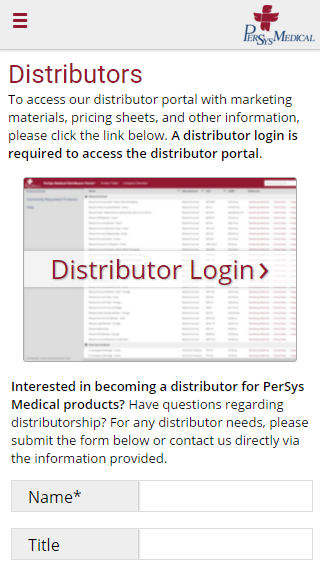 PerSys Medical
Distributors
To access our distributor portal with marketing
materials, pricing sheets, and other information,
please click the link below. A distributor login is
required to access the distributor portal.
Distributor Login ›
Interested in becoming a distributor for PerSys
Medical products? Have questions regarding
distributorship? For any distributor needs, please
submit the form below or contact us directly via
the information provided.
Name*
Title